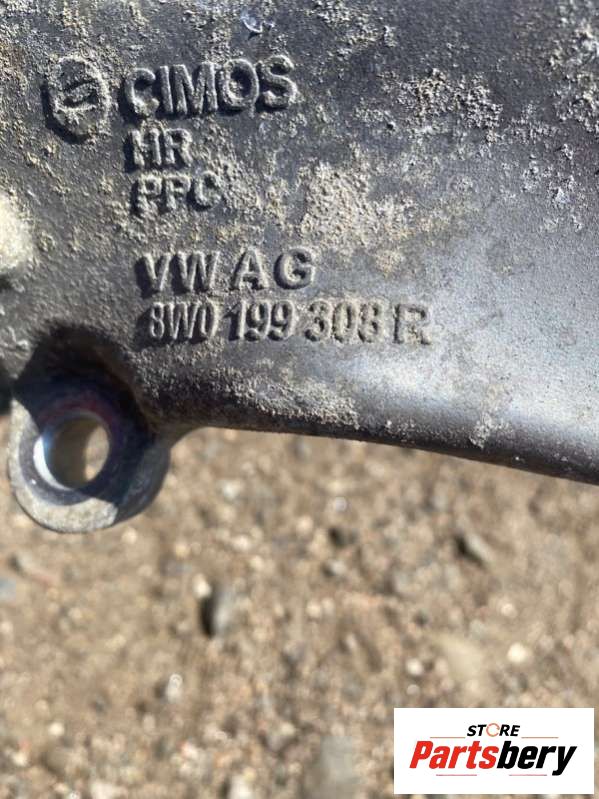 CIMOS
HR
PPC
VW AG
8W0 199 308 R
STORE
Partsbery